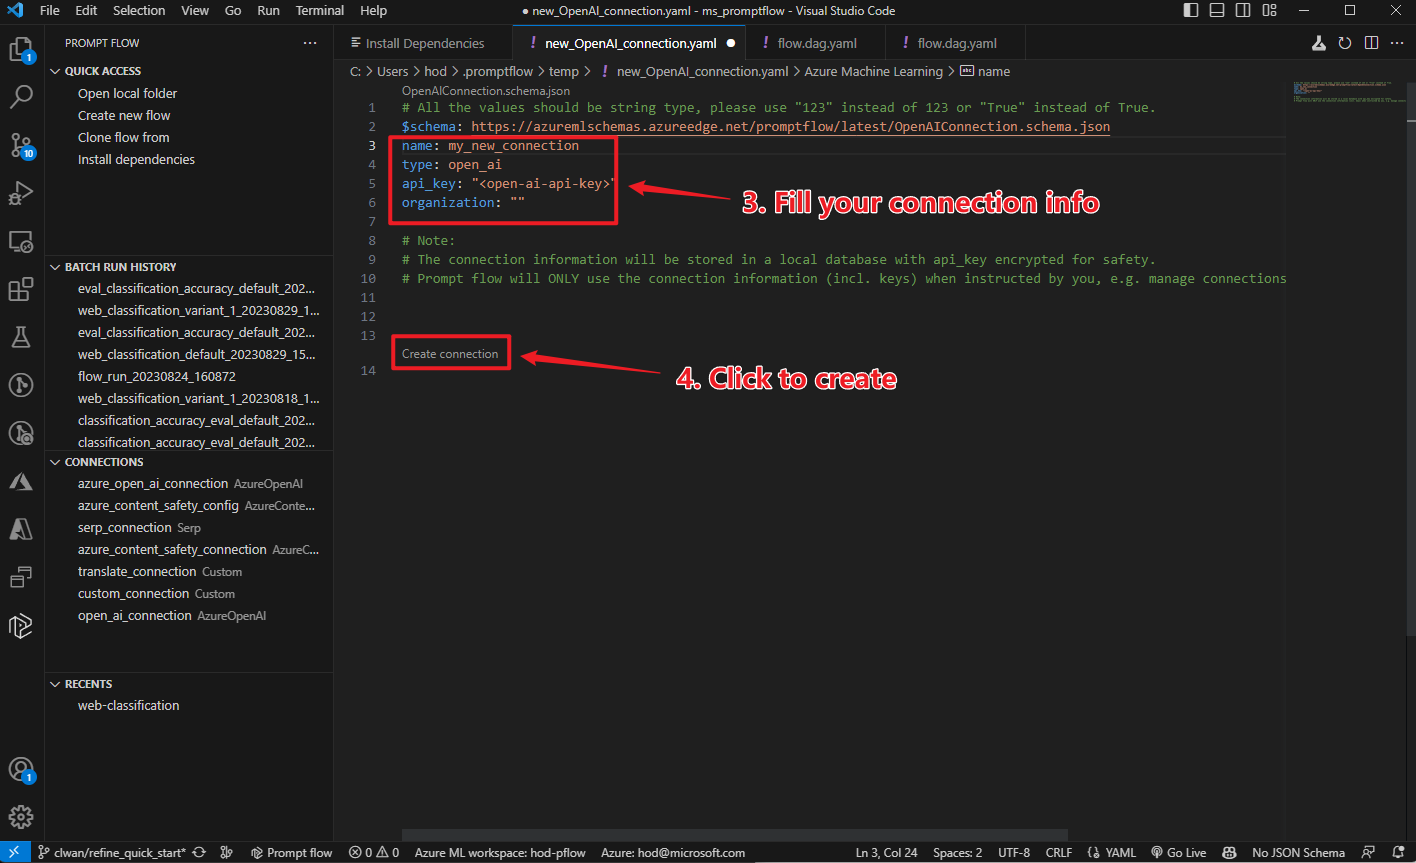 File Edit Selection View Go Run Terminal Help
● new_OpenAI_connection.yaml - ms_promptflow - Visual Studio Code
PROMPT FLOW ...
QUICK ACCESS
Open local folder
Create new flow
Clone flow from
Install dependencies
BATCH RUN HISTORY
eval_classification_accuracy_default_202...
web_classification_variant_1_20230829_1...
eval_classification_accuracy_default_202...
web_classification_default_20230829_15...
flow_run_20230824_160872
web_classification_variant_1_20230818_1...
classification_accuracy_eval_default_202...
classification_accuracy_eval_default_202...
CONNECTIONS
azure_open_ai_connection AzureOpenAI
azure_content_safety_config AzureConte...
serp_connection Serp
azure_content_safety_connection AzureC...
translate_connection Custom
custom_connection Custom
open_ai_connection AzureOpenAI
RECENTS
web-classification
1
10
1
Install Dependencies
! new_OpenAI_connection.yaml ●
! flow.dag.yaml
! flow.dag.yaml
C: > Users > hod > .promptflow > temp > ! new_OpenAI_connection.yaml > Azure Machine Learning > abc name
OpenAIConnection.schema.json
1 # All the values should be string type, please use "123" instead of 123 or "True" instead of True.
2 $schema: https://azuremlschemas.azureedge.net/promptflow/latest/OpenAIConnection.schema.json
3 name: my_new_connection
4 type: open_ai
5 api_key: "<open-ai-api-key>"
6 organization: ""
7
8 # Note:
9 # The connection information will be stored in a local database with api_key encrypted for safety.
10 # Prompt flow will ONLY use the connection information (incl. keys) when instructed by you, e.g. manage connections
11
12
13
Create connection
14
3. Fill your connection info
4. Click to create
clwan/refine_quick_start* Prompt flow 0 0 Azure ML workspace: hod-pflow Azure: hod@microsoft.com
Ln 3, Col 24 Spaces: 2 UTF-8 CRLF {} YAML Go Live No JSON Schema